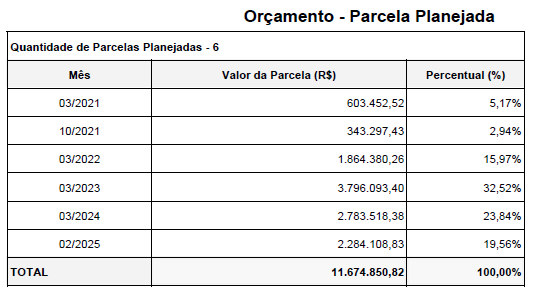 Orçamento - Parcela Planejada
Quantidade de Parcelas Planejadas - 6
Mês Valor da Parcela (R$) Percentual (%)
03/2021 603.452,52 5,17%
10/2021 343.297,43 2,94%
03/2022 1.864.380,26 15,97%
03/2023 3.796.093,40 32,52%
03/2024 2.783.518,38 23,84%
02/2025 2.284.108,83 19,56%
TOTAL 11.674.850,82 100,00%